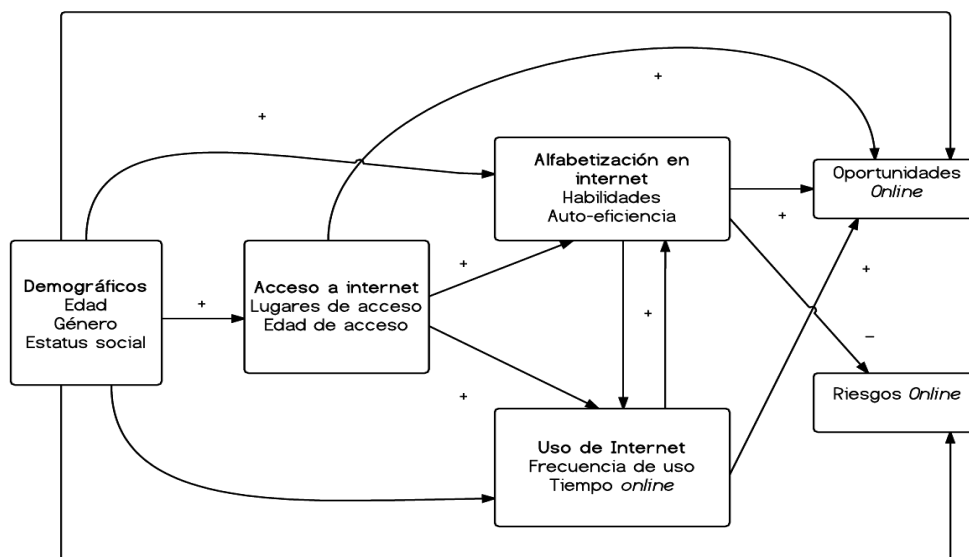 +
+
Alfabetización en
internet
Habilidades
Auto-eficiencia
Oportunidades
Online
+
Demográficos
Edad
Género
Estatus social
+
Acceso a internet
Lugares de acceso
Edad de acceso
+
+
+
–
+
Riesgos Online
Uso de Internet
Frecuencia de uso
Tiempo online